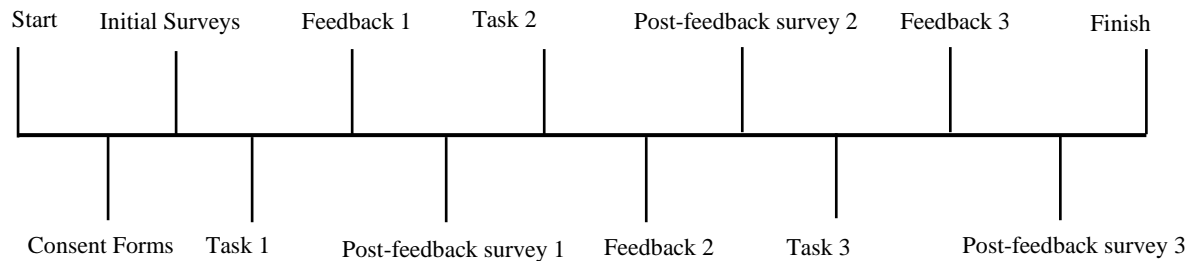 Start
Initial Surveys
Feedback 1
Task 2
Post-feedback survey 2
Feedback 3
Finish
Consent Forms
Task 1
Post-feedback survey 1
Feedback 2
Task 3
Post-feedback survey 3